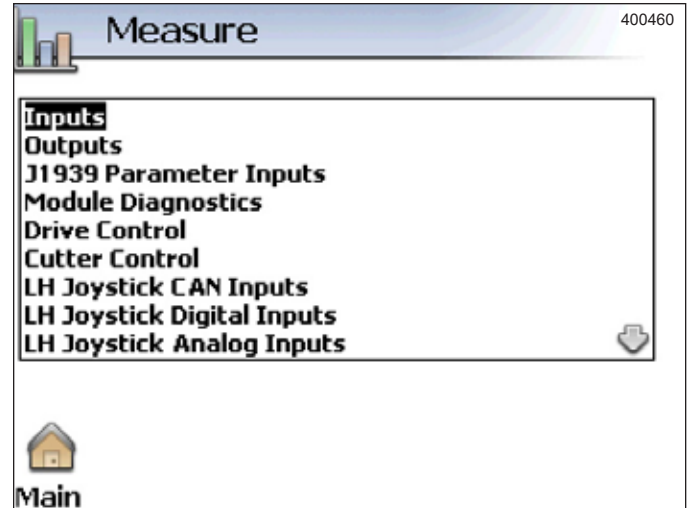 Measure
400460
Inputs
Outputs
J1939 Parameter Inputs
Module Diagnostics
Drive Control
Cutter Control
LH Joystick CAN Inputs
LH Joystick Digital Inputs
LH Joystick Analog Inputs
Main